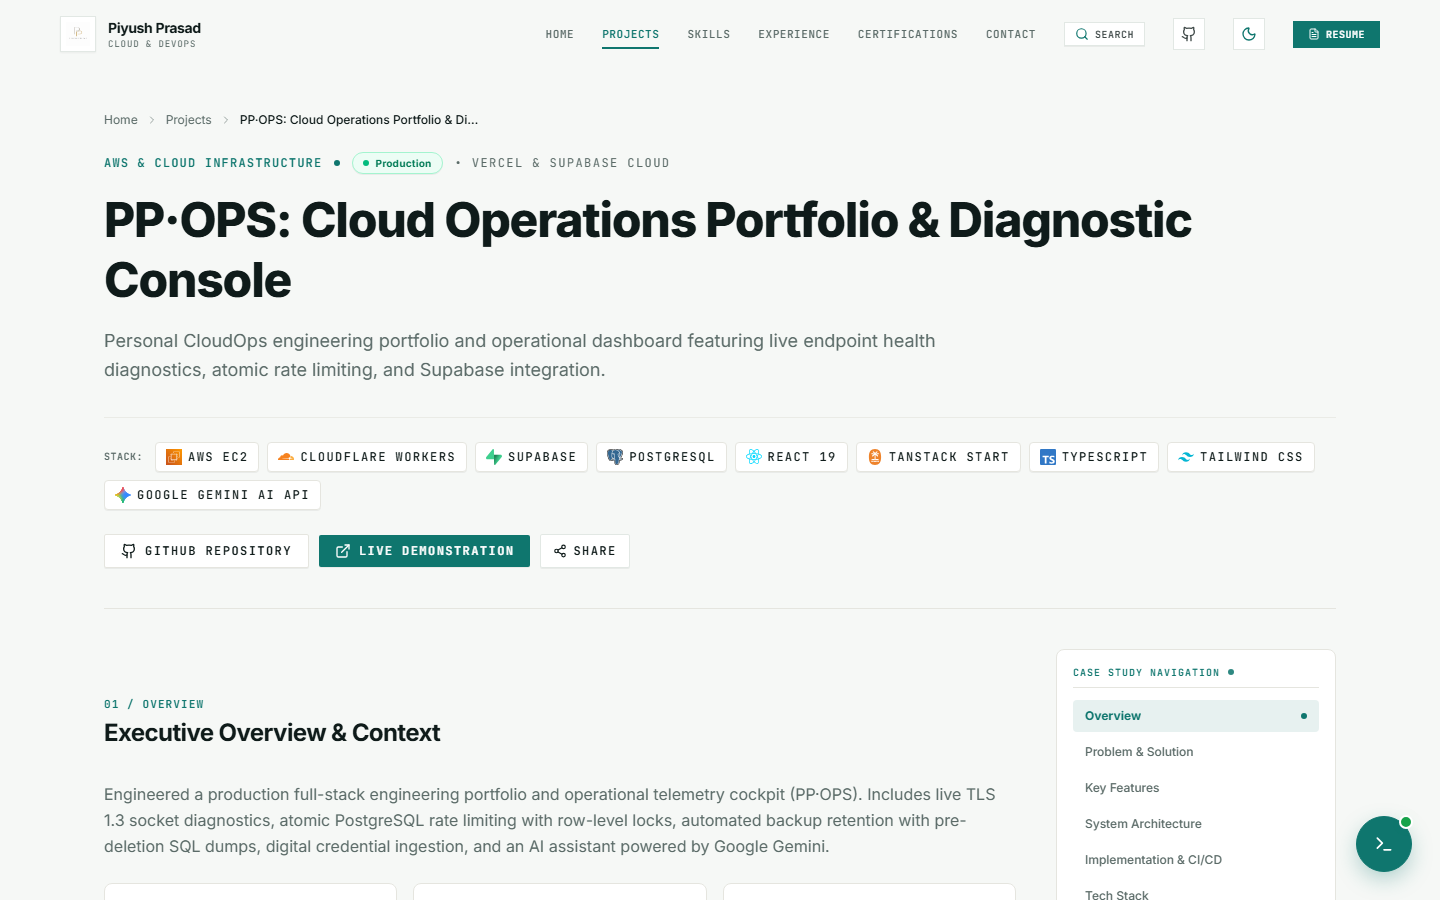 Piyush Prasad
CLOUD & DEVOPS
HOME
PROJECTS
SKILLS
EXPERIENCE
CERTIFICATIONS
CONTACT
SEARCH
RESUME
Home
Projects
PP·OPS: Cloud Operations Portfolio & Di...
AWS & CLOUD INFRASTRUCTURE
Production
• VERCEL & SUPABASE CLOUD
PP·OPS: Cloud Operations Portfolio & Diagnostic
Console
Personal CloudOps engineering portfolio and operational dashboard featuring live endpoint health
diagnostics, atomic rate limiting, and Supabase integration.
STACK:
AWS EC2
CLOUDFLARE WORKERS
SUPABASE
POSTGRESQL
REACT 19
TANSTACK START
TYPESCRIPT
TAILWIND CSS
GOOGLE GEMINI AI API
GITHUB REPOSITORY
LIVE DEMONSTRATION
SHARE
01 / OVERVIEW
Executive Overview & Context
Engineered a production full-stack engineering portfolio and operational telemetry cockpit (PP·OPS). Includes live TLS
1.3 socket diagnostics, atomic PostgreSQL rate limiting with row-level locks, automated backup retention with pre-
deletion SQL dumps, digital credential ingestion, and an AI assistant powered by Google Gemini.
CASE STUDY NAVIGATION
Overview
Problem & Solution
Key Features
System Architecture
Implementation & CI/CD
Tech Stack